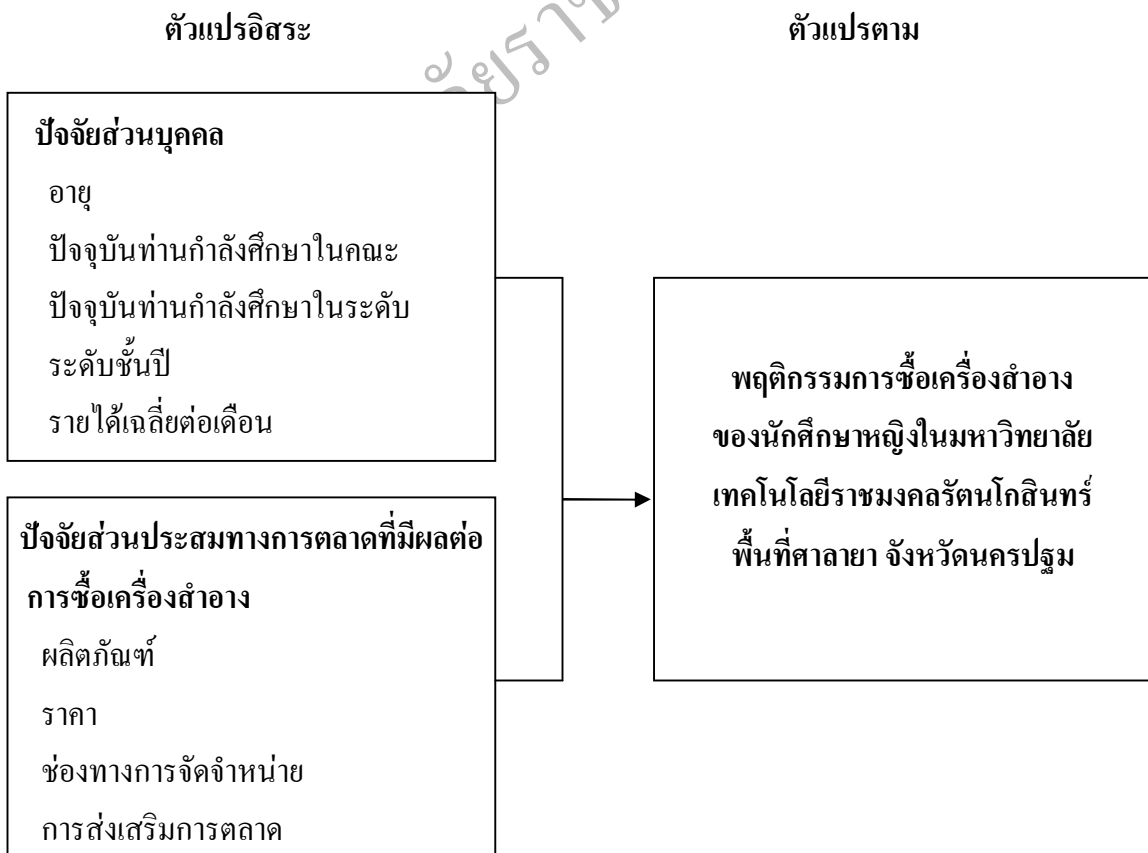 ตัวแปรอิสระ
ตัวแปรตาม
ปัจจัยส่วนบุคคล
อายุ
ปัจจุบันท่านกำลังศึกษาในคณะ
ปัจจุบันท่านกำลังศึกษาในระดับ
ระดับชั้นปี
รายได้เฉลี่ยต่อเดือน
ปัจจัยส่วนประสมทางการตลาดที่มีผลต่อ
การซื้อเครื่องสำอาง
ผลิตภัณฑ์
ราคา
ช่องทางการจัดจำหน่าย
การส่งเสริมการตลาด
พฤติกรรมการซื้อเครื่องสำอาง
ของนักศึกษาหญิงในมหาวิทยาลัย
เทคโนโลยีราชมงคลรัตนโกสินทร์
พื้นที่ศาลายา จังหวัดนครปฐม